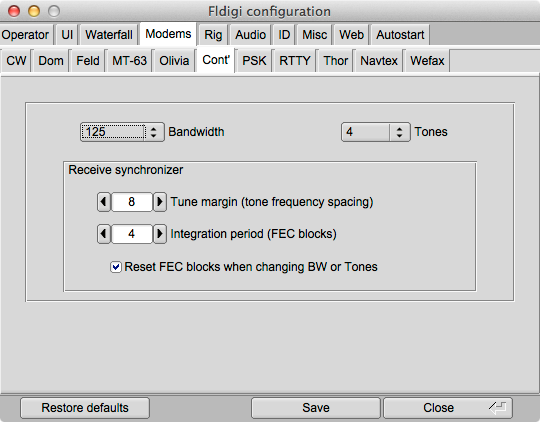 Fldigi configuration
Operator UI Waterfall Modems Rig Audio ID Misc Web Autostart
CW Dom Feld MT-63 Olivia Cont' PSK RTTY Thor Navtex Wefax
125 Bandwidth 4 Tones
Receive synchronizer
8 Tune margin (tone frequency spacing)
4 Integration period (FEC blocks)
Reset FEC blocks when changing BW or Tones
Restore defaults Save Close